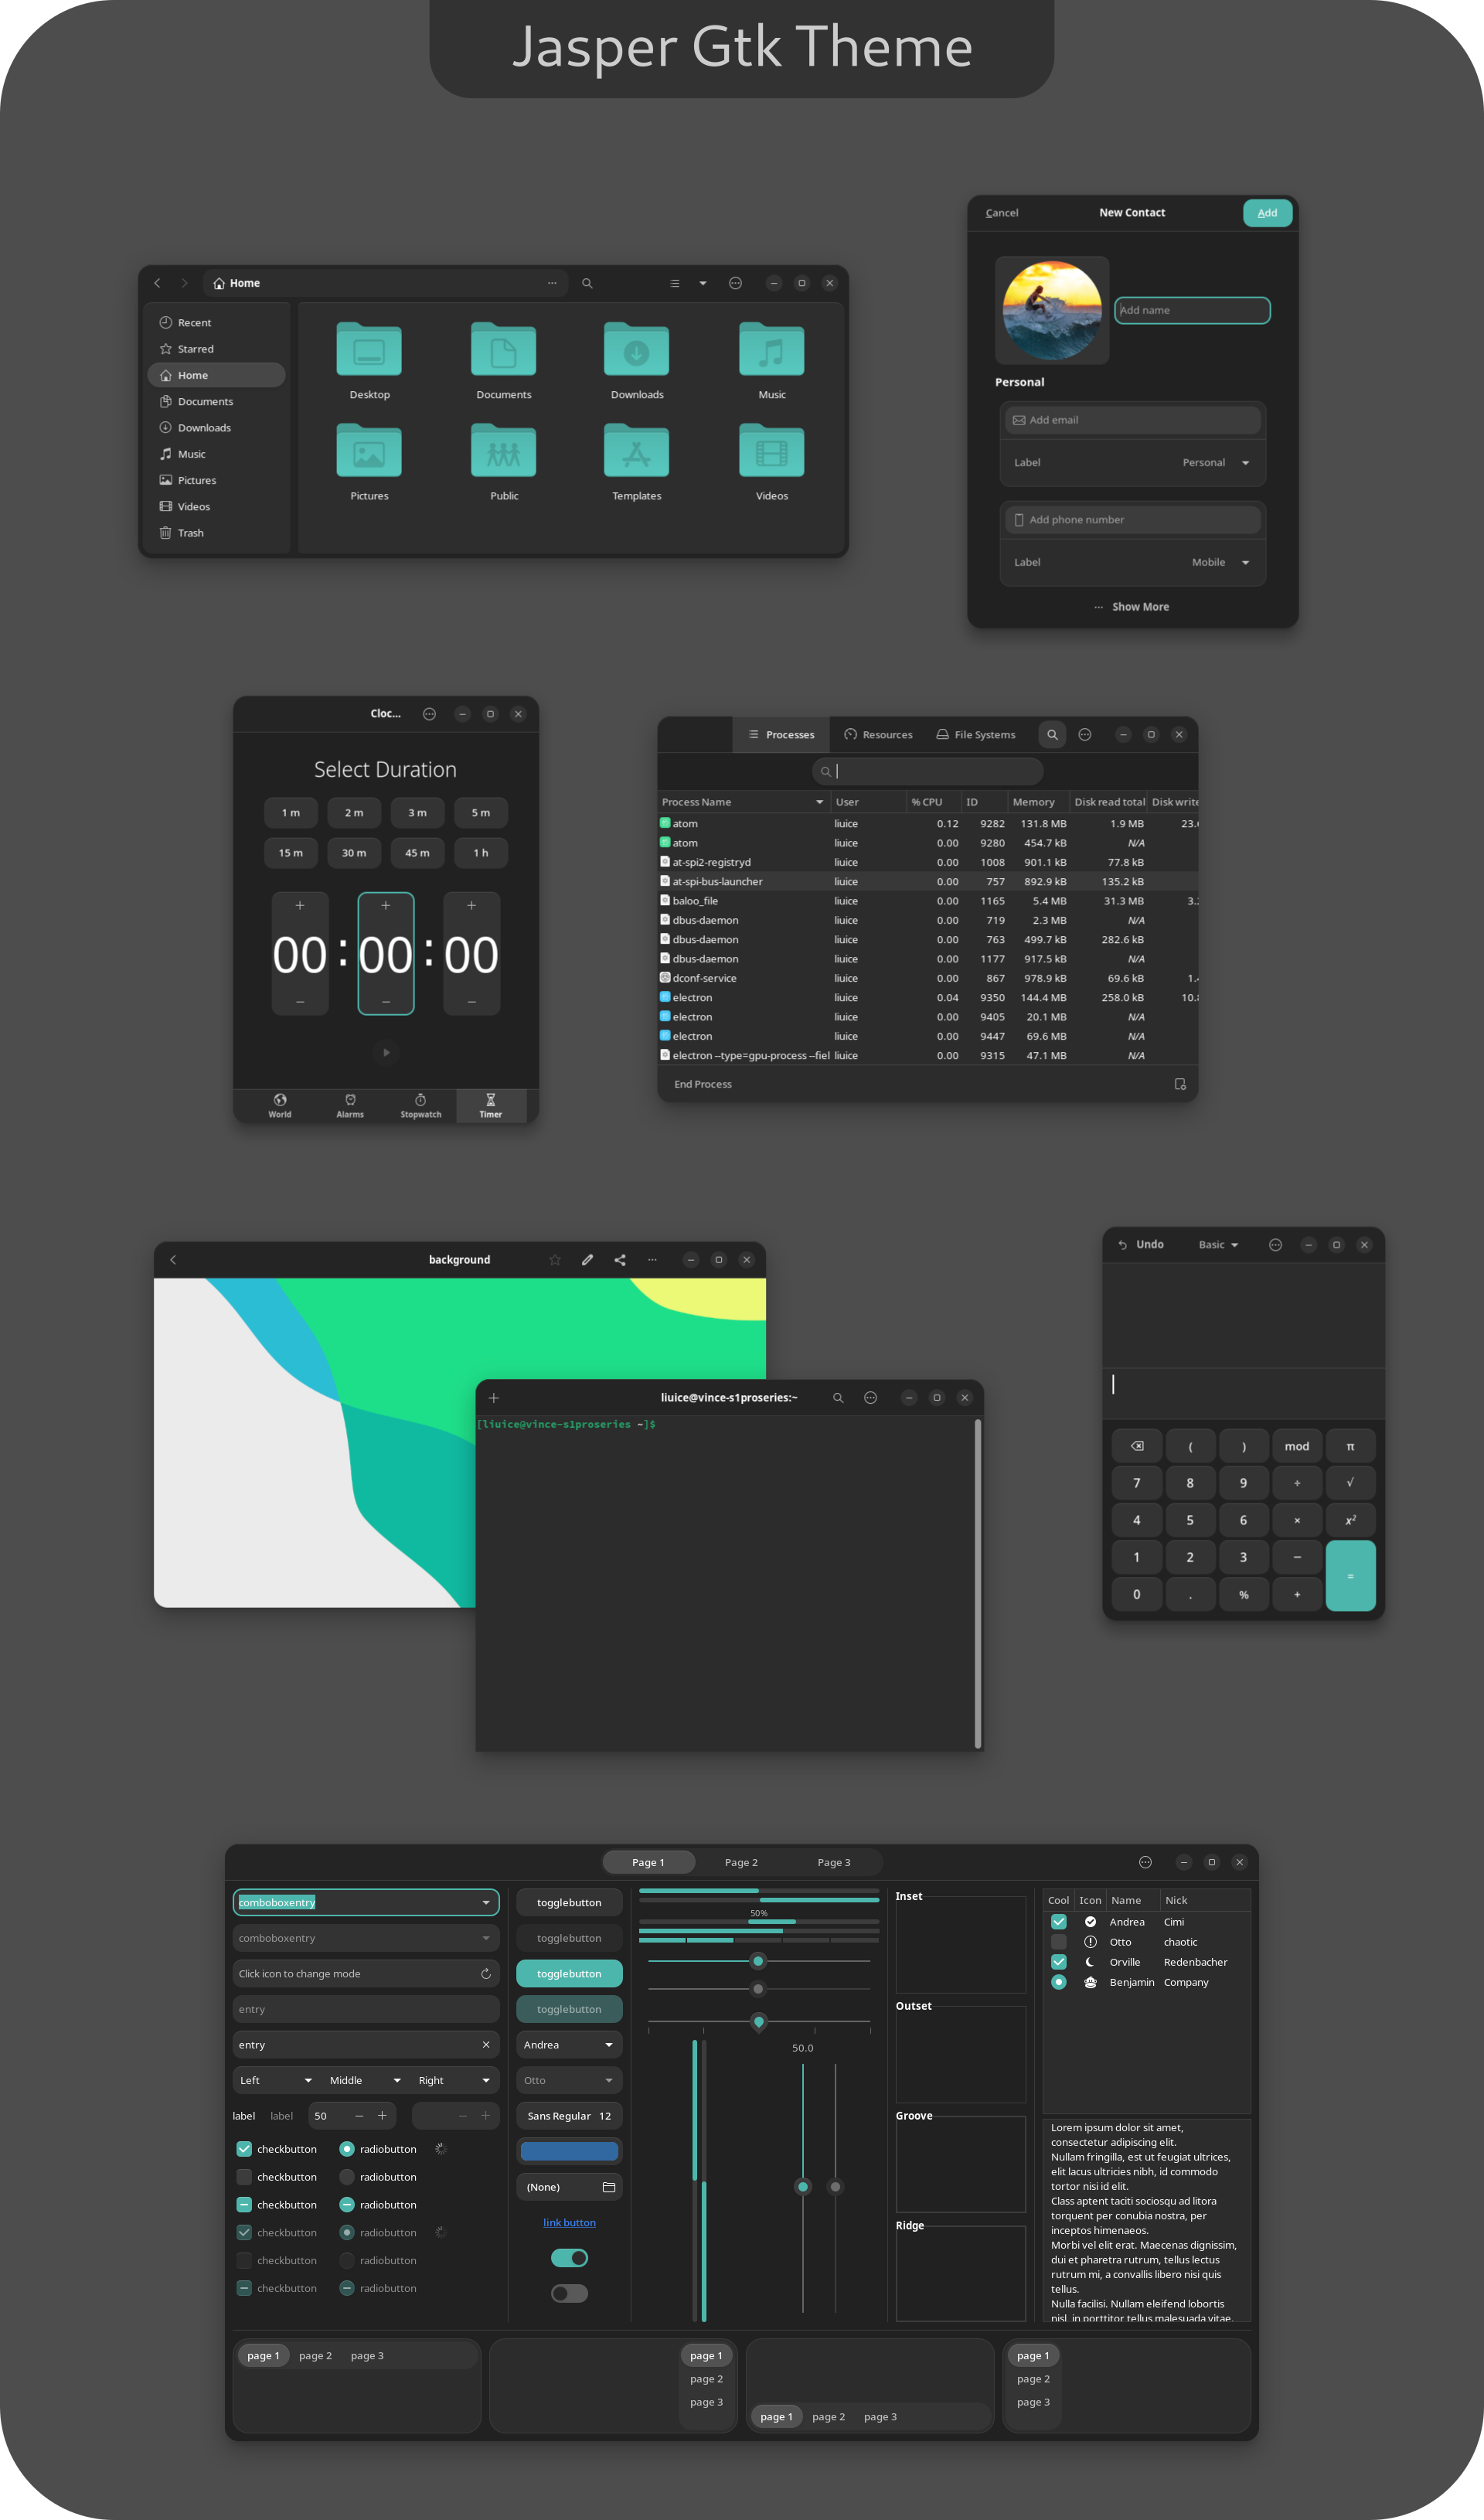 Jasper Gtk Theme
Home
Recent
Starred
Home
Documents
Downloads
Music
Pictures
Videos
Trash
Desktop Documents Downloads Music
Pictures Public Templates Videos
Cancel New Contact Add
Add name
Personal
Add email
Label Personal
Add phone number
Label Mobile
Show More
Cloc...
Select Duration
1 m 2 m 3 m 5 m
15 m 30 m 45 m 1 h
+ + +
00 : 00 : 00
− − −
World Alarms Stopwatch Timer
Processes Resources File Systems
Process Name User % CPU ID Memory Disk read total Disk write
atom liuice 0.12 9282 131.8 MB 1.9 MB 23.
atom liuice 0.00 9280 454.7 kB N/A
at-spi2-registryd liuice 0.00 1008 901.1 kB 77.8 kB
at-spi-bus-launcher liuice 0.00 757 892.9 kB 135.2 kB
baloo_file liuice 0.00 1165 5.4 MB 31.3 MB 3.
dbus-daemon liuice 0.00 719 2.3 MB N/A
dbus-daemon liuice 0.00 763 499.7 kB 282.6 kB
dbus-daemon liuice 0.00 1177 917.5 kB N/A
dconf-service liuice 0.00 867 978.9 kB 69.6 kB 1.
electron liuice 0.04 9350 144.4 MB 258.0 kB 10.
electron liuice 0.00 9405 20.1 MB N/A
electron liuice 0.00 9447 69.6 MB N/A
electron --type=gpu-process --fiel liuice 0.00 9315 47.1 MB N/A
End Process
background
liuice@vince-s1proseries:~
[liuice@vince-s1proseries ~]$
Undo Basic
( ) mod π
7 8 9 ÷ √
4 5 6 × x²
1 2 3 −
0 . % + =
Page 1 Page 2 Page 3
comboboxentry
comboboxentry
Click icon to change mode
entry
entry
Left Middle Right
label label 50 − + − +
checkbutton radiobutton
checkbutton radiobutton
checkbutton radiobutton
checkbutton radiobutton
checkbutton radiobutton
checkbutton radiobutton
togglebutton
togglebutton
togglebutton
togglebutton
Andrea
Otto
Sans Regular 12
(None)
link button
50%
50.0
Inset
Outset
Groove
Ridge
Cool Icon Name Nick
Andrea Cimi
Otto chaotic
Orville Redenbacher
Benjamin Company
Lorem ipsum dolor sit amet,
consectetur adipiscing elit.
Nullam fringilla, est ut feugiat ultrices,
elit lacus ultricies nibh, id commodo
tortor nisi id elit.
Class aptent taciti sociosqu ad litora
torquent per conubia nostra, per
inceptos himenaeos.
Morbi vel elit erat. Maecenas dignissim,
dui et pharetra rutrum, tellus lectus
rutrum mi, a convallis libero nisi quis
tellus.
Nulla facilisi. Nullam eleifend lobortis
nisl, in porttitor tellus malesuada vitae.
page 1 page 2 page 3
page 1
page 2
page 3
page 1 page 2 page 3
page 1
page 2
page 3